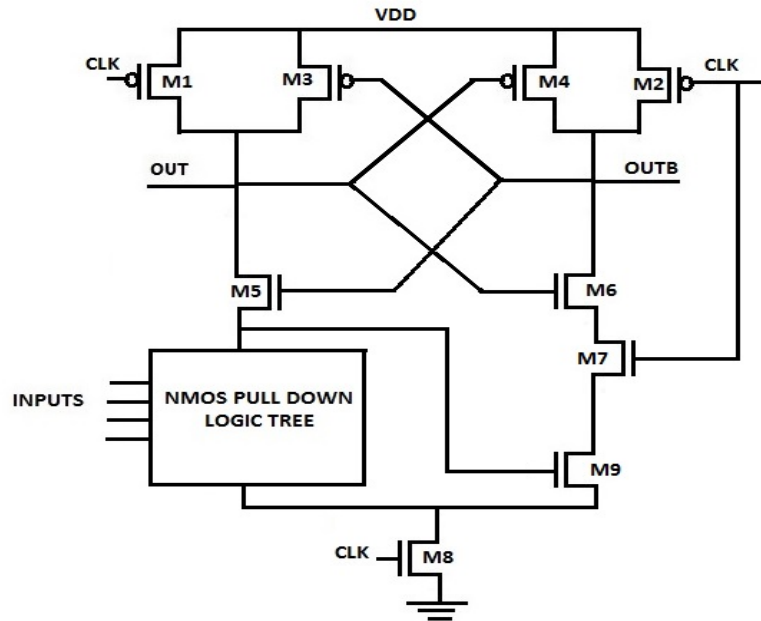 VDD
CLK
M1
M3
M4
M2
CLK
OUT
OUTB
M5
M6
M7
INPUTS
NMOS PULL DOWN
LOGIC TREE
M9
CLK
M8